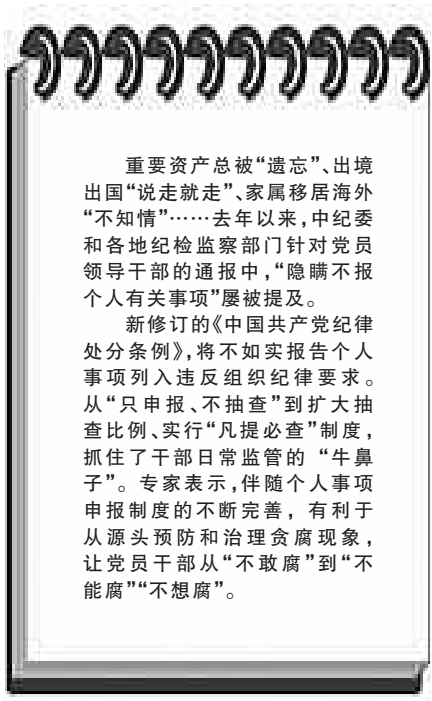 重要资产总被“遗忘”、出境
出国“说走就走”、家属移居海外
“不知情”……去年以来,中纪委
和各地纪检监察部门针对党员
领导干部的通报中,“隐瞒不报
个人有关事项”屡被提及。
新修订的《中国共产党纪律
处分条例》,将不如实报告个人
事项列入违反组织纪律要求。
从“只申报、不抽查”到扩大抽
查比例、实行“凡提必查”制度,
抓住了干部日常监管的“牛鼻
子”。专家表示,伴随个人事项
申报制度的不断完善,有利于
从源头预防和治理贪腐现象,
让党员干部从“不敢腐”到“不
能腐”“不想腐”。